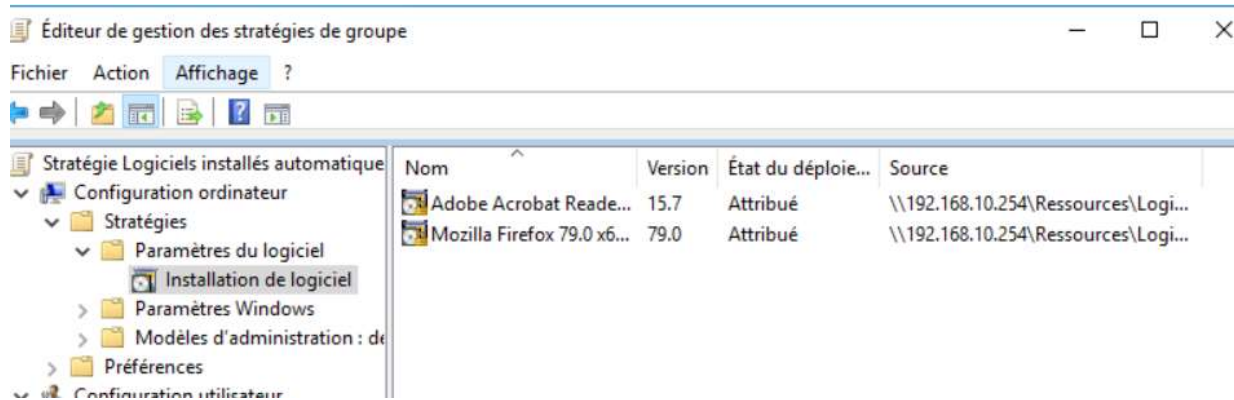 Éditeur de gestion des stratégies de groupe
Fichier Action Affichage ?
Stratégie Logiciels installés automatique
Configuration ordinateur
Stratégies
Paramètres du logiciel
Installation de logiciel
Paramètres Windows
Modèles d'administration : de
Préférences
Configuration utilisateur
Nom Version État du déploie... Source
Adobe Acrobat Reade... 15.7 Attribué \\192.168.10.254\Ressources\Logi...
Mozilla Firefox 79.0 x6... 79.0 Attribué \\192.168.10.254\Ressources\Logi...